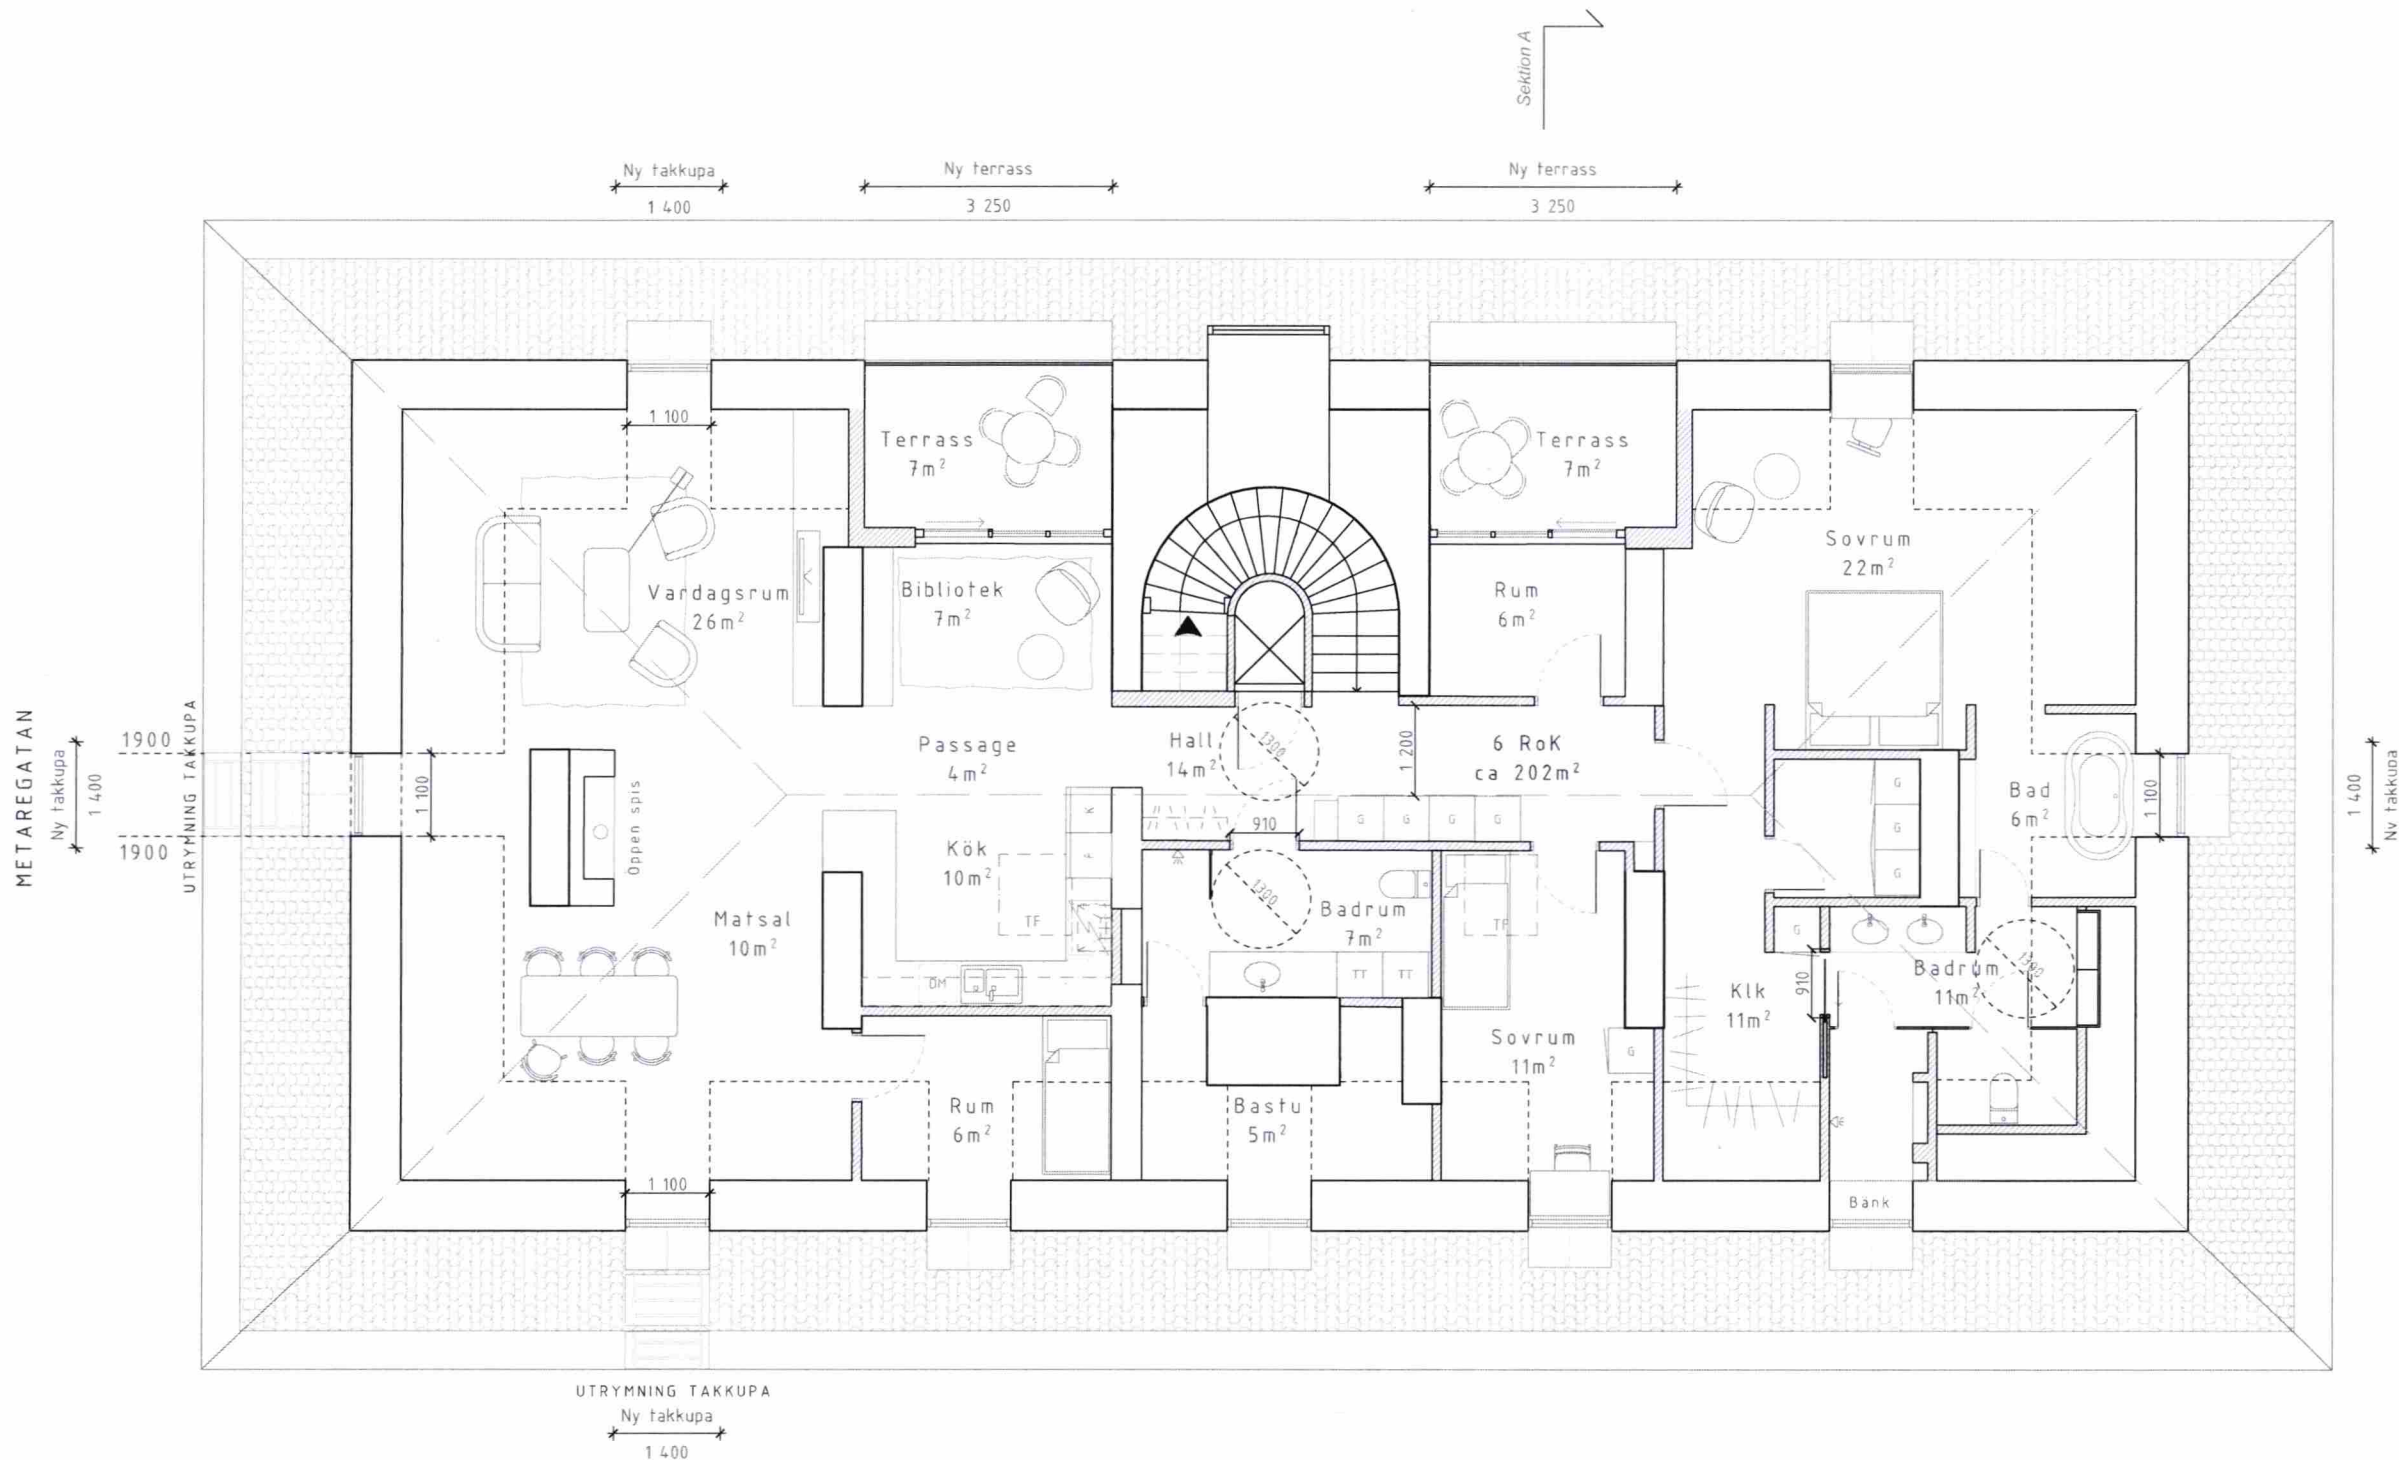 Sektion A
Ny takkupa
1 400
Ny terrass
3 250
Ny terrass
3 250
1 100
Terrass
7m²
Terrass
7m²
Vardagsrum
26m²
Bibliotek
7m²
Rum
6m²
Sovrum
22m²
METAREGATAN
Ny takkupa
1 400
UTRYMNING TAKKUPA
1900
1900
1 100
Öppen spis
Passage
4m²
Hall
14m²
1300
1 200
6 RoK
ca 202m²
910
G
G
G
G
G
G
G
Bad
6m²
1 100
1 400
Ny takkupa
Kök
10m²
K
F
TF
DM
Matsal
10m²
1300
Badrum
7m²
TT
TT
TF
G
910
Badrum
11m²
1300
Klk
11m²
Sovrum
11m²
G
Rum
6m²
Bastu
5m²
1 100
Bänk
UTRYMNING TAKKUPA
Ny takkupa
1 400